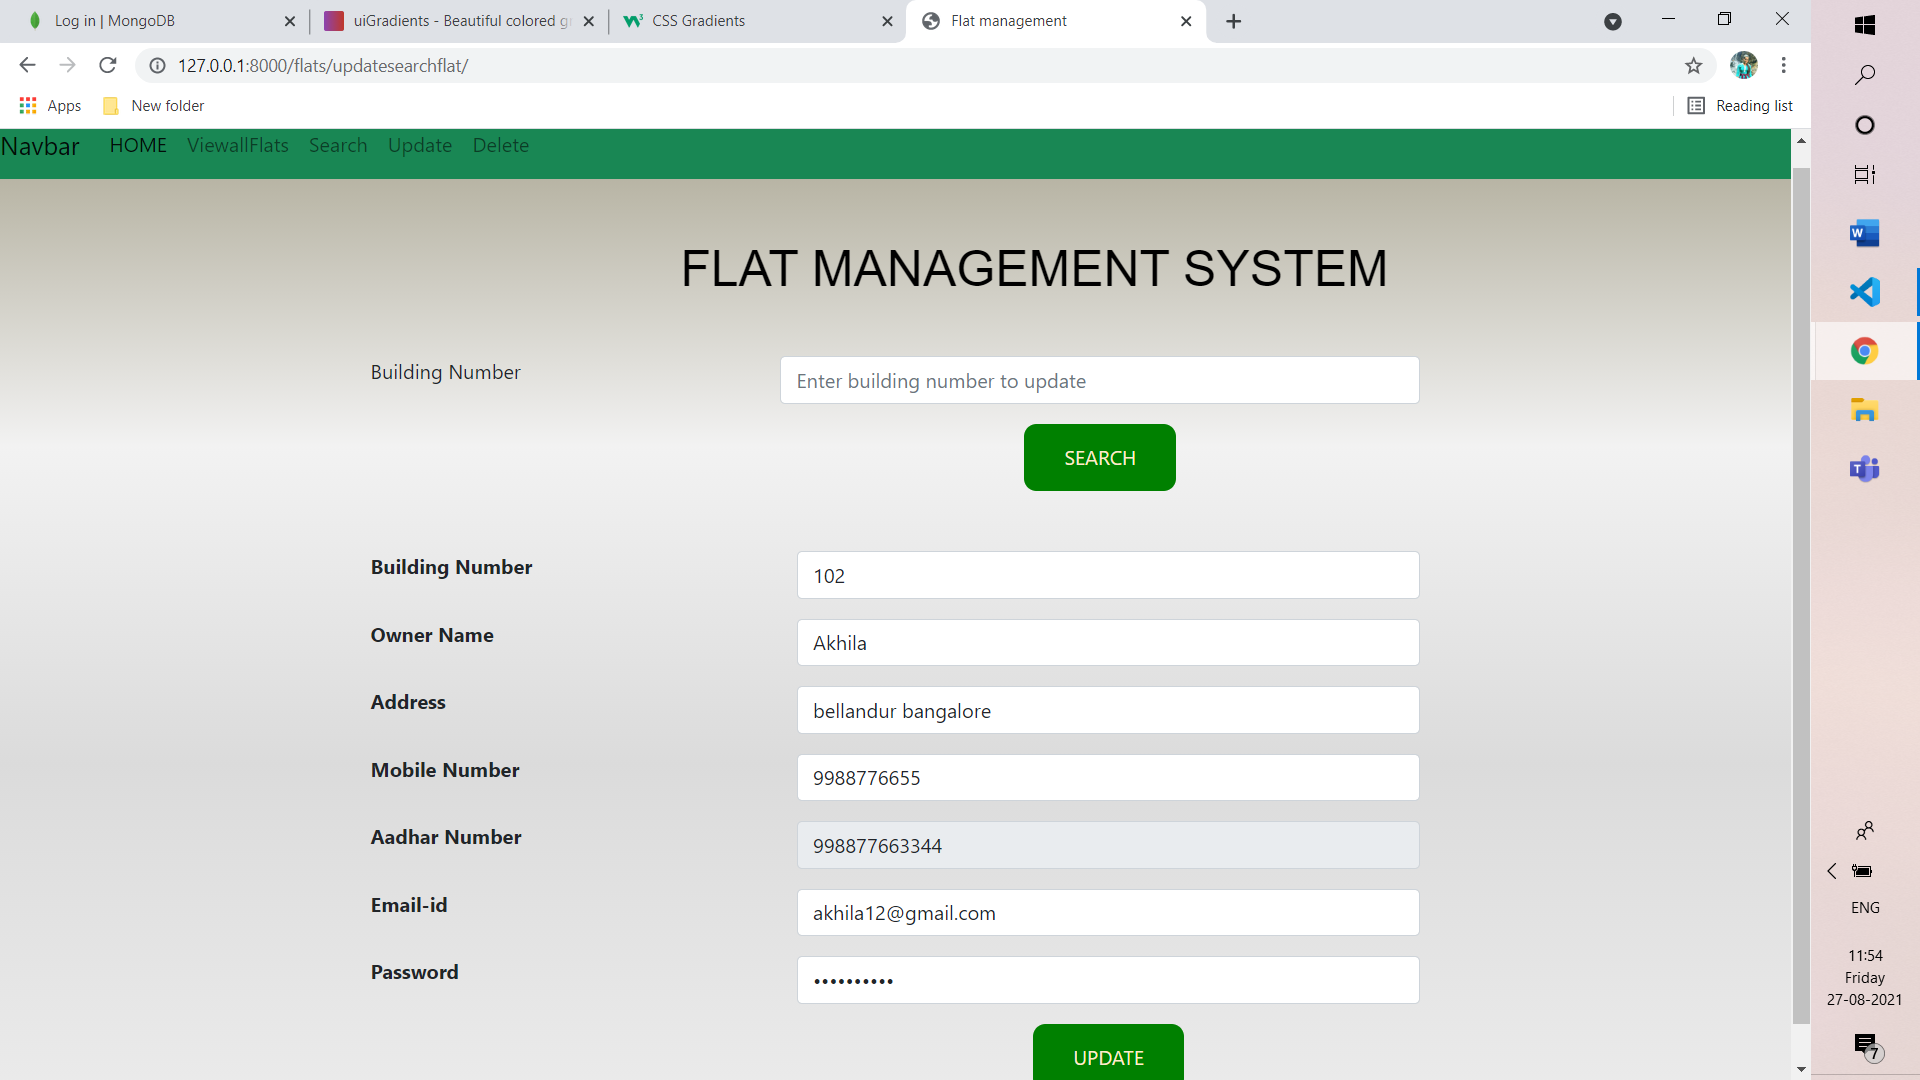 Log in | MongoDB
uiGradients - Beautiful colored g
CSS Gradients
Flat management
127.0.0.1:8000/flats/updatesearchflat/
Apps
New folder
Reading list
Navbar
HOME
ViewallFlats
Search
Update
Delete
FLAT MANAGEMENT SYSTEM
Building Number
Enter building number to update
SEARCH
Building Number
102
Owner Name
Akhila
Address
bellandur bangalore
Mobile Number
9988776655
Aadhar Number
998877663344
Email-id
akhila12@gmail.com
Password
••••••••••
UPDATE
ENG
11:54
Friday
27-08-2021
7